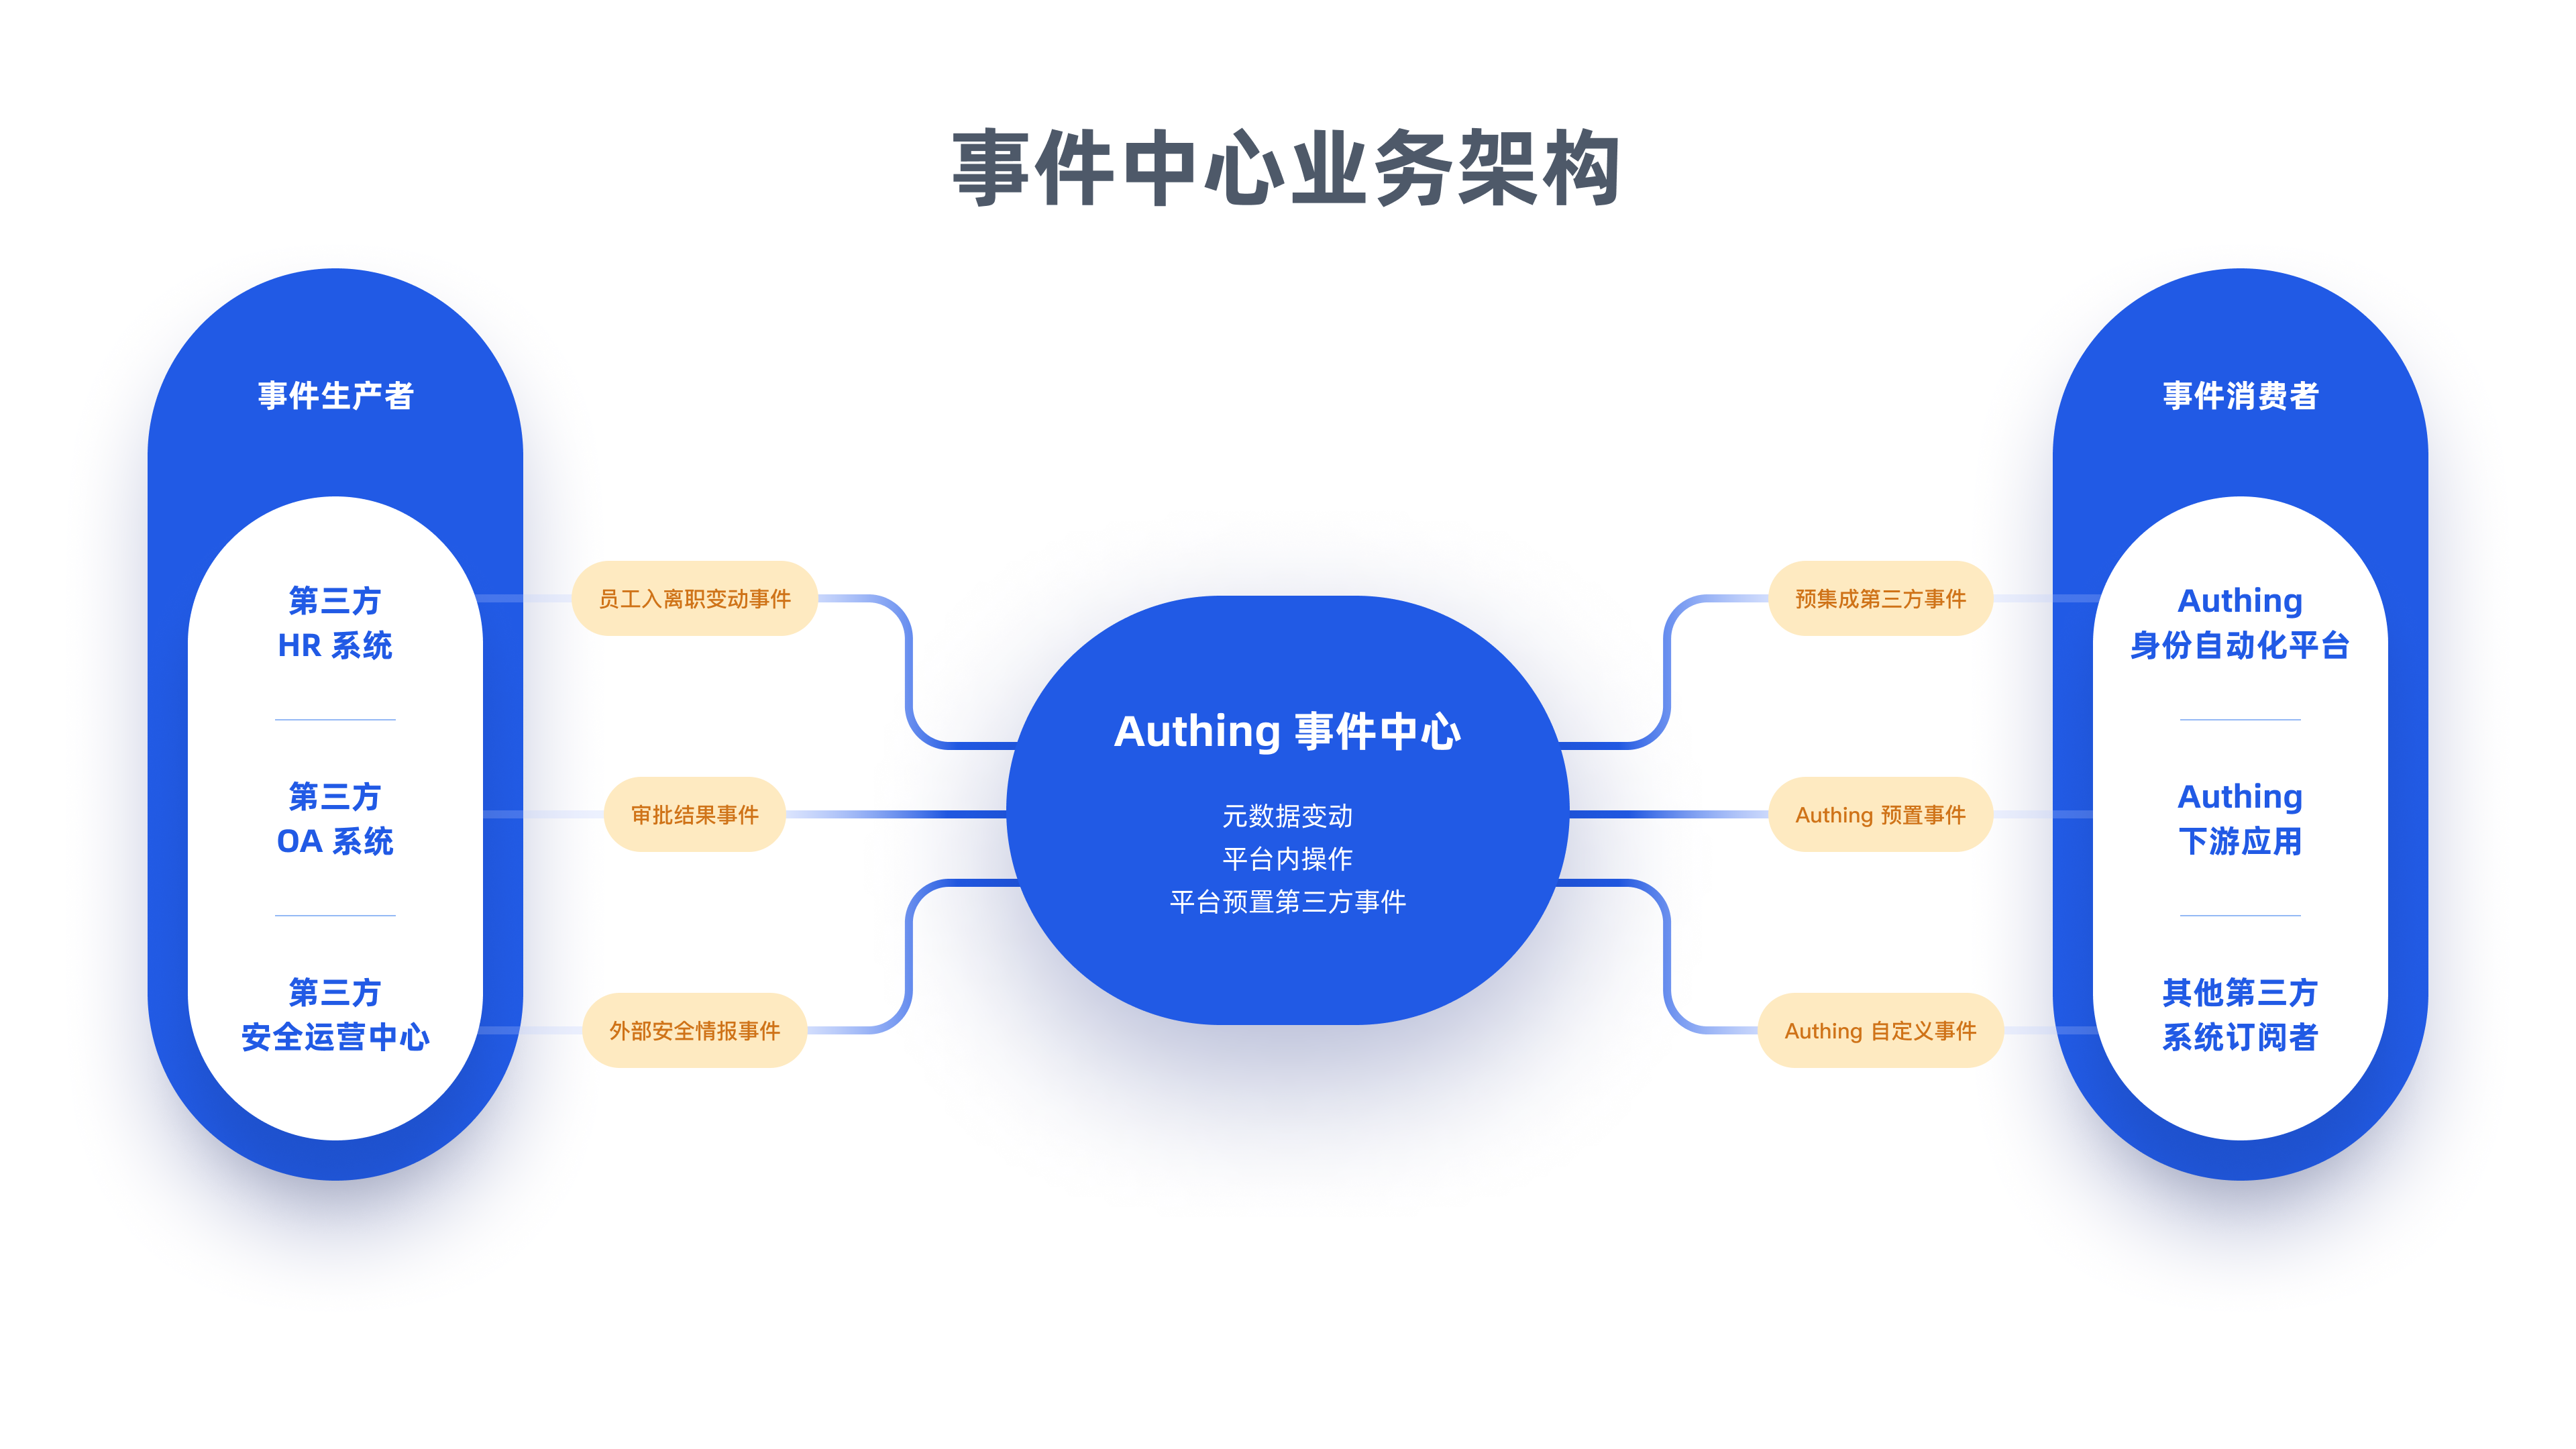 事件中心业务架构
事件生产者
第三方
HR 系统
第三方
OA 系统
第三方
安全运营中心
员工入离职变动事件
审批结果事件
外部安全情报事件
Authing 事件中心
元数据变动
平台内操作
平台预置第三方事件
预集成第三方事件
Authing 预置事件
Authing 自定义事件
事件消费者
Authing
身份自动化平台
Authing
下游应用
其他第三方
系统订阅者